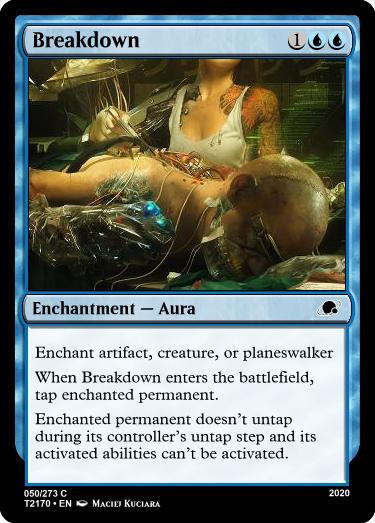 Breakdown 1
Enchantment — Aura
Enchant artifact, creature, or planeswalker
When Breakdown enters the battlefield,
tap enchanted permanent.
Enchanted permanent doesn't untap
during its controller's untap step and its
activated abilities can't be activated.
050/273 C 2020
T2170 • EN Maciej Kuciara